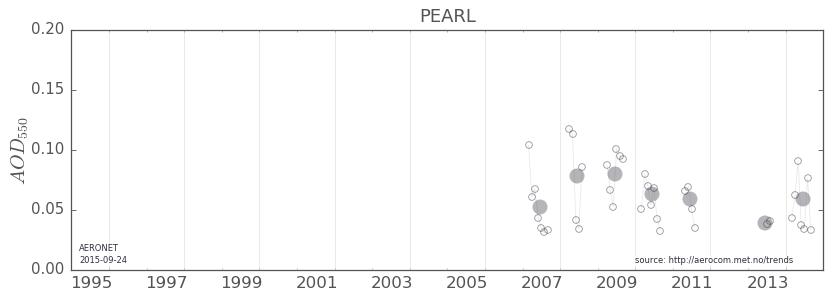 PEARL
0.20
0.15
0.10
0.05
0.00
AOD550
AERONET
2015-09-24
source: http://aerocom.met.no/trends
1995 1997 1999 2001 2003 2005 2007 2009 2011 2013